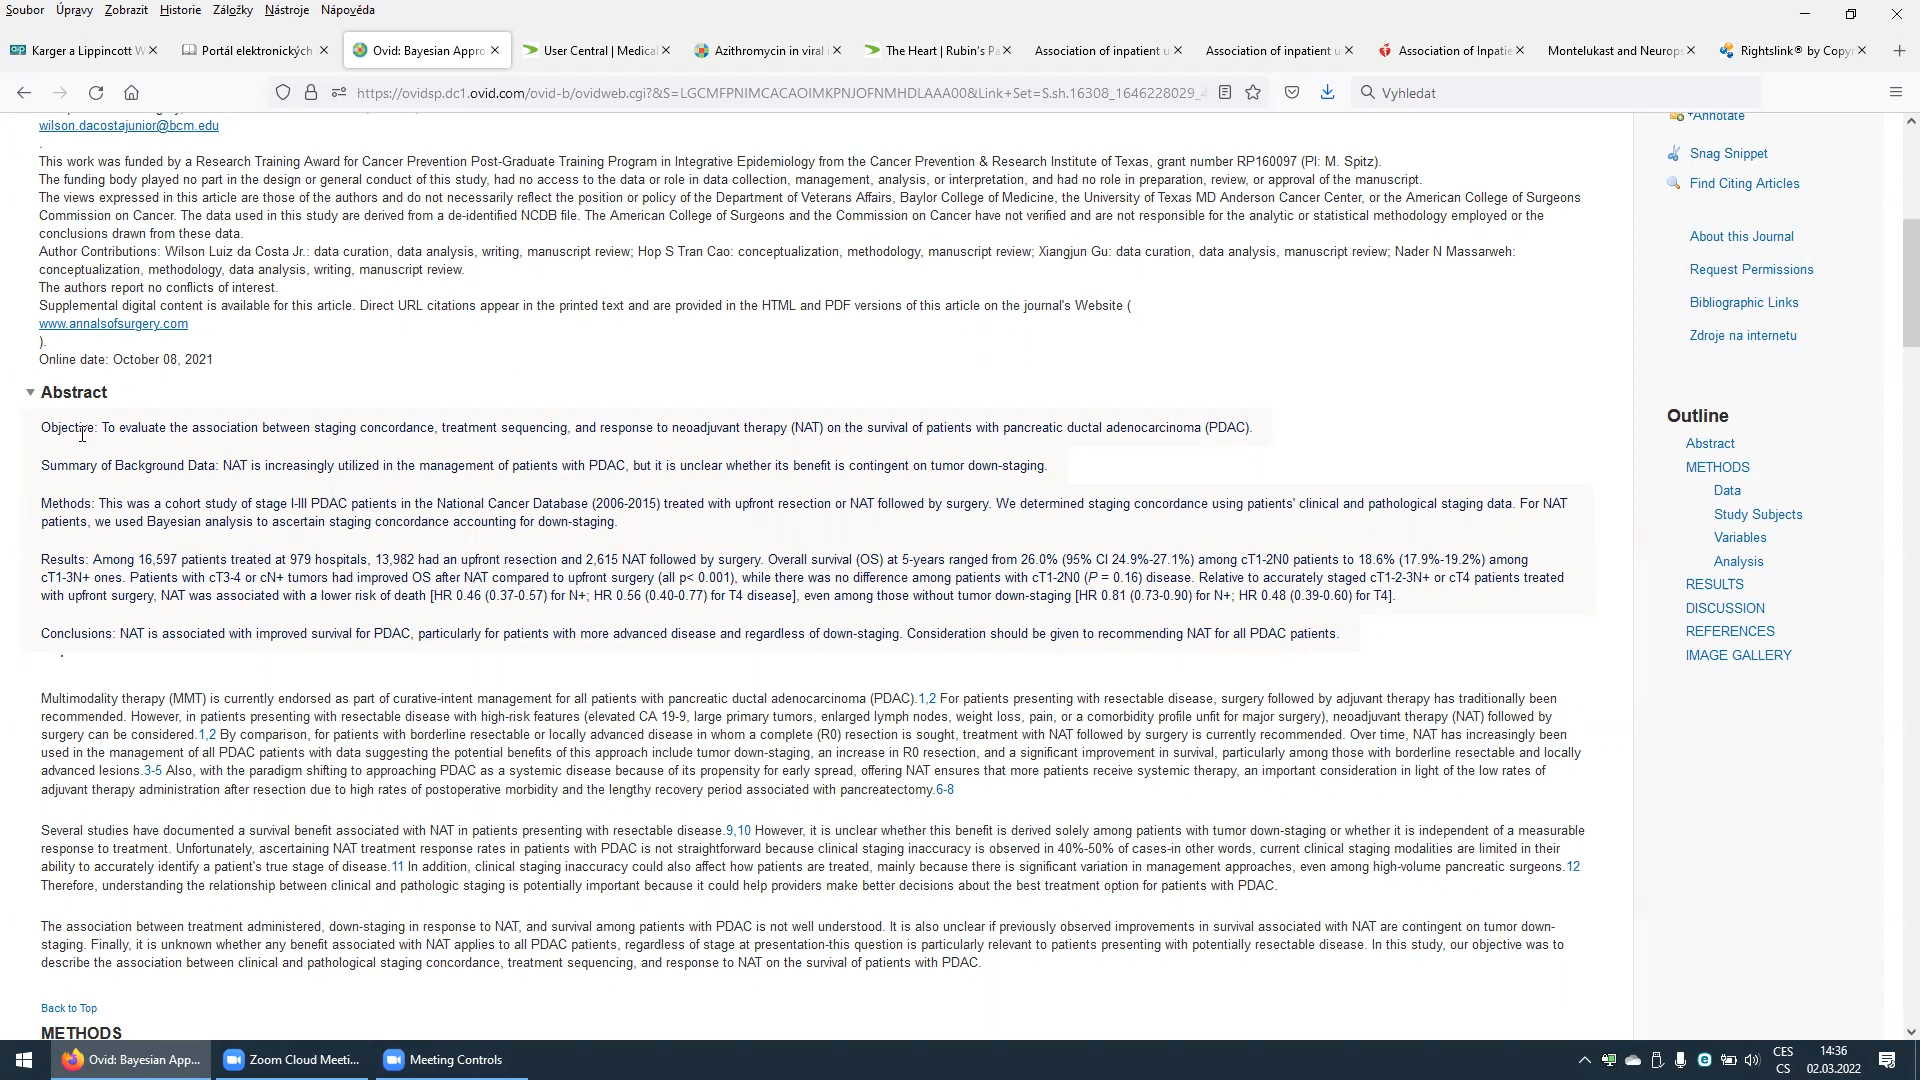 Soubor Úpravy Zobrazit Historie Záložky Nástroje Nápověda
Karger a Lippincott W
Portál elektronických
Ovid: Bayesian Appro
User Central | Medical
Azithromycin in viral i
The Heart | Rubin's Pa
Association of inpatient u
Association of inpatient u
Association of Inpatie
Montelukast and Neurops
Rightslink® by Copyr
https://ovidsp.dc1.ovid.com/ovid-b/ovidweb.cgi?&S=LGCMFPNIMCACAOIMKPNJOFNMHDLAAA00&Link+Set=S.sh.16308_1646228029_4
Vyhledat
wilson.dacostajunior@bcm.edu
.
This work was funded by a Research Training Award for Cancer Prevention Post-Graduate Training Program in Integrative Epidemiology from the Cancer Prevention & Research Institute of Texas, grant number RP160097 (PI: M. Spitz).
The funding body played no part in the design or general conduct of this study, had no access to the data or role in data collection, management, analysis, or interpretation, and had no role in preparation, review, or approval of the manuscript.
The views expressed in this article are those of the authors and do not necessarily reflect the position or policy of the Department of Veterans Affairs, Baylor College of Medicine, the University of Texas MD Anderson Cancer Center, or the American College of Surgeons
Commission on Cancer. The data used in this study are derived from a de-identified NCDB file. The American College of Surgeons and the Commission on Cancer have not verified and are not responsible for the analytic or statistical methodology employed or the
conclusions drawn from these data.
Author Contributions: Wilson Luiz da Costa Jr.: data curation, data analysis, writing, manuscript review; Hop S Tran Cao: conceptualization, methodology, manuscript review; Xiangjun Gu: data curation, data analysis, manuscript review; Nader N Massarweh:
conceptualization, methodology, data analysis, writing, manuscript review.
The authors report no conflicts of interest.
Supplemental digital content is available for this article. Direct URL citations appear in the printed text and are provided in the HTML and PDF versions of this article on the journal's Website (
www.annalsofsurgery.com
).
Online date: October 08, 2021
Abstract
Objective: To evaluate the association between staging concordance, treatment sequencing, and response to neoadjuvant therapy (NAT) on the survival of patients with pancreatic ductal adenocarcinoma (PDAC).
Summary of Background Data: NAT is increasingly utilized in the management of patients with PDAC, but it is unclear whether its benefit is contingent on tumor down-staging.
Methods: This was a cohort study of stage I-III PDAC patients in the National Cancer Database (2006-2015) treated with upfront resection or NAT followed by surgery. We determined staging concordance using patients' clinical and pathological staging data. For NAT
patients, we used Bayesian analysis to ascertain staging concordance accounting for down-staging.
Results: Among 16,597 patients treated at 979 hospitals, 13,982 had an upfront resection and 2,615 NAT followed by surgery. Overall survival (OS) at 5-years ranged from 26.0% (95% CI 24.9%-27.1%) among cT1-2N0 patients to 18.6% (17.9%-19.2%) among
cT1-3N+ ones. Patients with cT3-4 or cN+ tumors had improved OS after NAT compared to upfront surgery (all p< 0.001), while there was no difference among patients with cT1-2N0 (P = 0.16) disease. Relative to accurately staged cT1-2-3N+ or cT4 patients treated
with upfront surgery, NAT was associated with a lower risk of death [HR 0.46 (0.37-0.57) for N+; HR 0.56 (0.40-0.77) for T4 disease], even among those without tumor down-staging [HR 0.81 (0.73-0.90) for N+; HR 0.48 (0.39-0.60) for T4].
Conclusions: NAT is associated with improved survival for PDAC, particularly for patients with more advanced disease and regardless of down-staging. Consideration should be given to recommending NAT for all PDAC patients.
.
Multimodality therapy (MMT) is currently endorsed as part of curative-intent management for all patients with pancreatic ductal adenocarcinoma (PDAC).1,2 For patients presenting with resectable disease, surgery followed by adjuvant therapy has traditionally been
recommended. However, in patients presenting with resectable disease with high-risk features (elevated CA 19-9, large primary tumors, enlarged lymph nodes, weight loss, pain, or a comorbidity profile unfit for major surgery), neoadjuvant therapy (NAT) followed by
surgery can be considered.1,2 By comparison, for patients with borderline resectable or locally advanced disease in whom a complete (R0) resection is sought, treatment with NAT followed by surgery is currently recommended. Over time, NAT has increasingly been
used in the management of all PDAC patients with data suggesting the potential benefits of this approach include tumor down-staging, an increase in R0 resection, and a significant improvement in survival, particularly among those with borderline resectable and locally
advanced lesions.3-5 Also, with the paradigm shifting to approaching PDAC as a systemic disease because of its propensity for early spread, offering NAT ensures that more patients receive systemic therapy, an important consideration in light of the low rates of
adjuvant therapy administration after resection due to high rates of postoperative morbidity and the lengthy recovery period associated with pancreatectomy.6-8
Several studies have documented a survival benefit associated with NAT in patients presenting with resectable disease.9,10 However, it is unclear whether this benefit is derived solely among patients with tumor down-staging or whether it is independent of a measurable
response to treatment. Unfortunately, ascertaining NAT treatment response rates in patients with PDAC is not straightforward because clinical staging inaccuracy is observed in 40%-50% of cases-in other words, current clinical staging modalities are limited in their
ability to accurately identify a patient's true stage of disease.11 In addition, clinical staging inaccuracy could also affect how patients are treated, mainly because there is significant variation in management approaches, even among high-volume pancreatic surgeons.12
Therefore, understanding the relationship between clinical and pathologic staging is potentially important because it could help providers make better decisions about the best treatment option for patients with PDAC.
The association between treatment administered, down-staging in response to NAT, and survival among patients with PDAC is not well understood. It is also unclear if previously observed improvements in survival associated with NAT are contingent on tumor down-
staging. Finally, it is unknown whether any benefit associated with NAT applies to all PDAC patients, regardless of stage at presentation-this question is particularly relevant to patients presenting with potentially resectable disease. In this study, our objective was to
describe the association between clinical and pathological staging concordance, treatment sequencing, and response to NAT on the survival of patients with PDAC.
Back to Top
METHODS
+Annotate
Snag Snippet
Find Citing Articles
About this Journal
Request Permissions
Bibliographic Links
Zdroje na internetu
Outline
Abstract
METHODS
Data
Study Subjects
Variables
Analysis
RESULTS
DISCUSSION
REFERENCES
IMAGE GALLERY
Ovid: Bayesian App...
Zoom Cloud Meeti...
Meeting Controls
CES
CS
14:36
02.03.2022